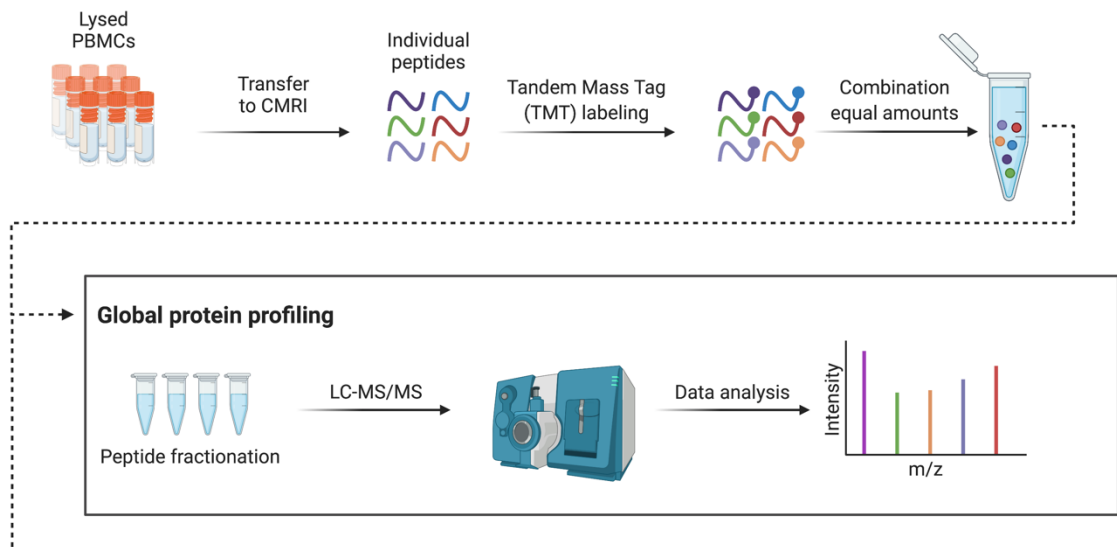 Lysed
PBMCs
Transfer
to CMRI
Individual
peptides
Tandem Mass Tag
(TMT) labeling
Combination
equal amounts
Global protein profiling
Peptide fractionation
LC-MS/MS
Data analysis
Intensity
m/z